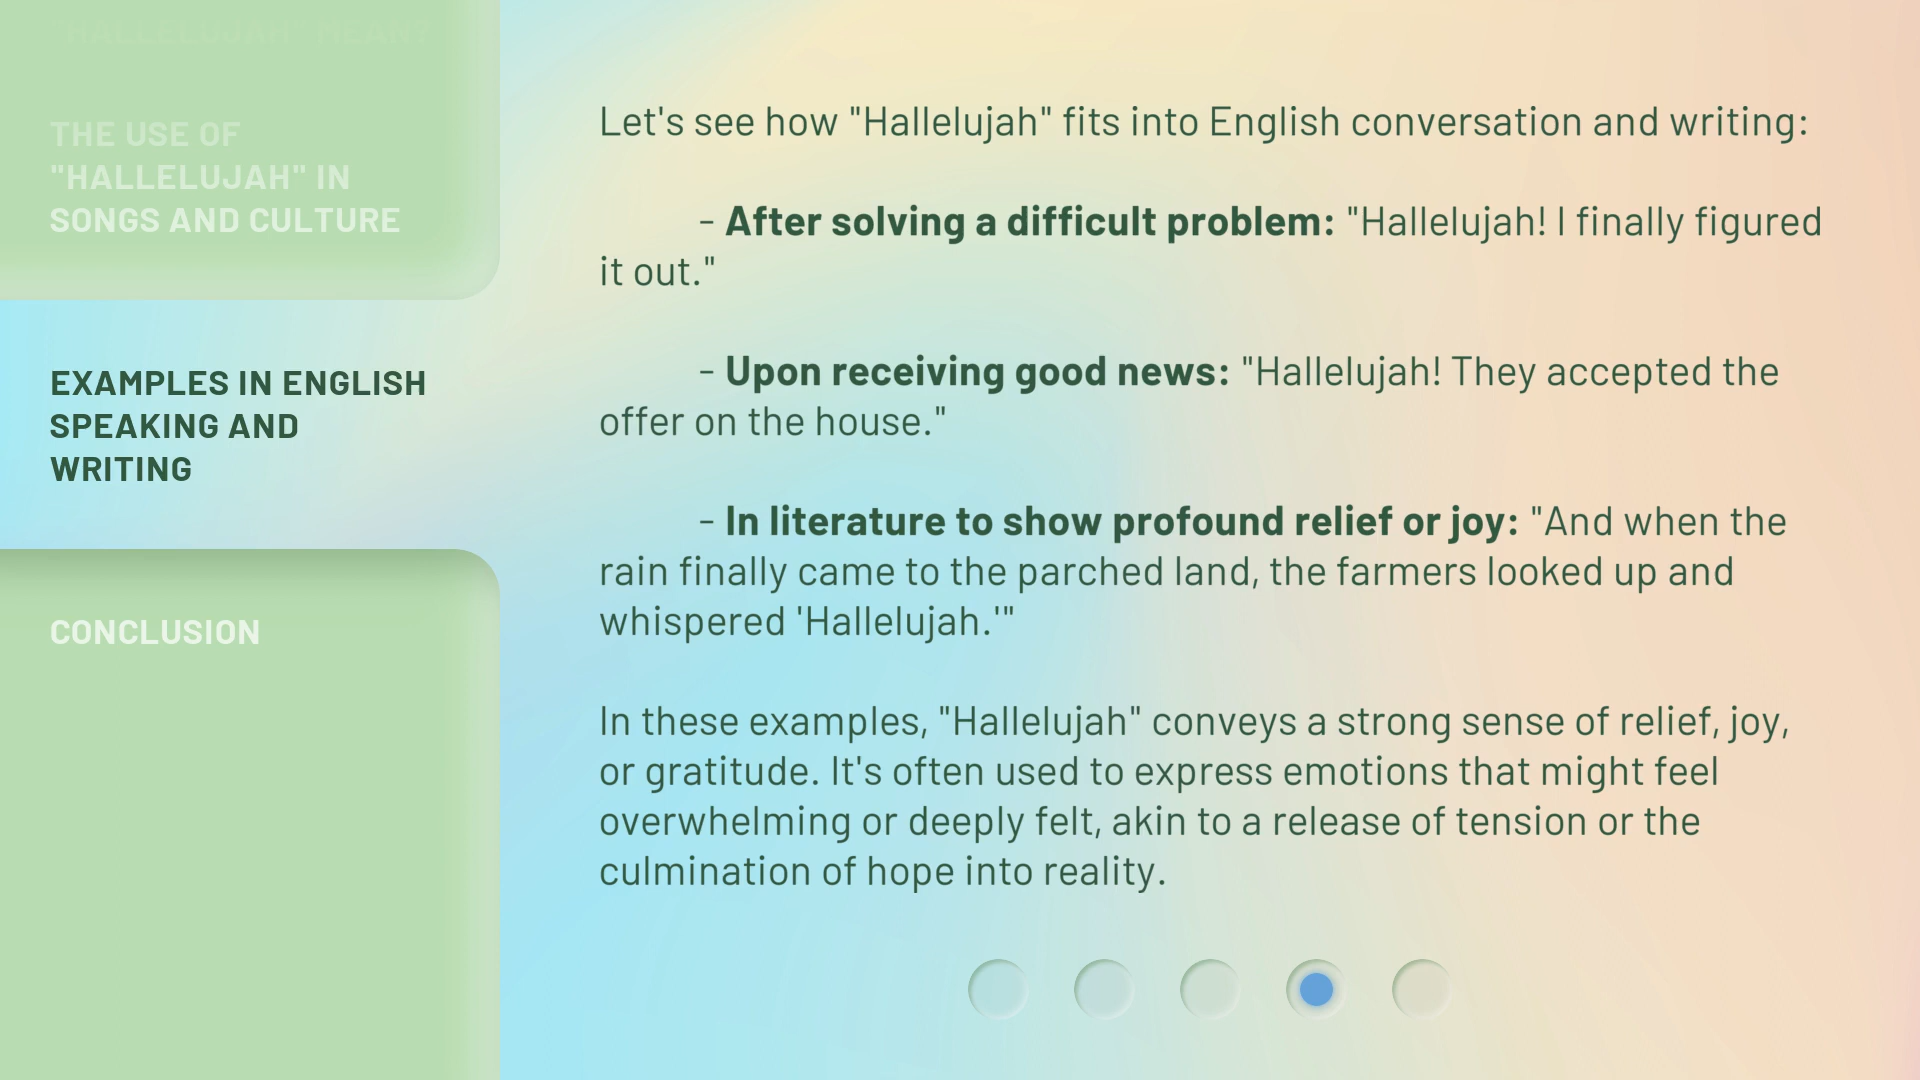 "HALLELUJAH" MEAN?
THE USE OF
"HALLELUJAH" IN
SONGS AND CULTURE
EXAMPLES IN ENGLISH
SPEAKING AND
WRITING
CONCLUSION
Let's see how "Hallelujah" fits into English conversation and writing:
- After solving a difficult problem: "Hallelujah! I finally figured
it out."
- Upon receiving good news: "Hallelujah! They accepted the
offer on the house."
- In literature to show profound relief or joy: "And when the
rain finally came to the parched land, the farmers looked up and
whispered 'Hallelujah.'"
In these examples, "Hallelujah" conveys a strong sense of relief, joy,
or gratitude. It's often used to express emotions that might feel
overwhelming or deeply felt, akin to a release of tension or the
culmination of hope into reality.